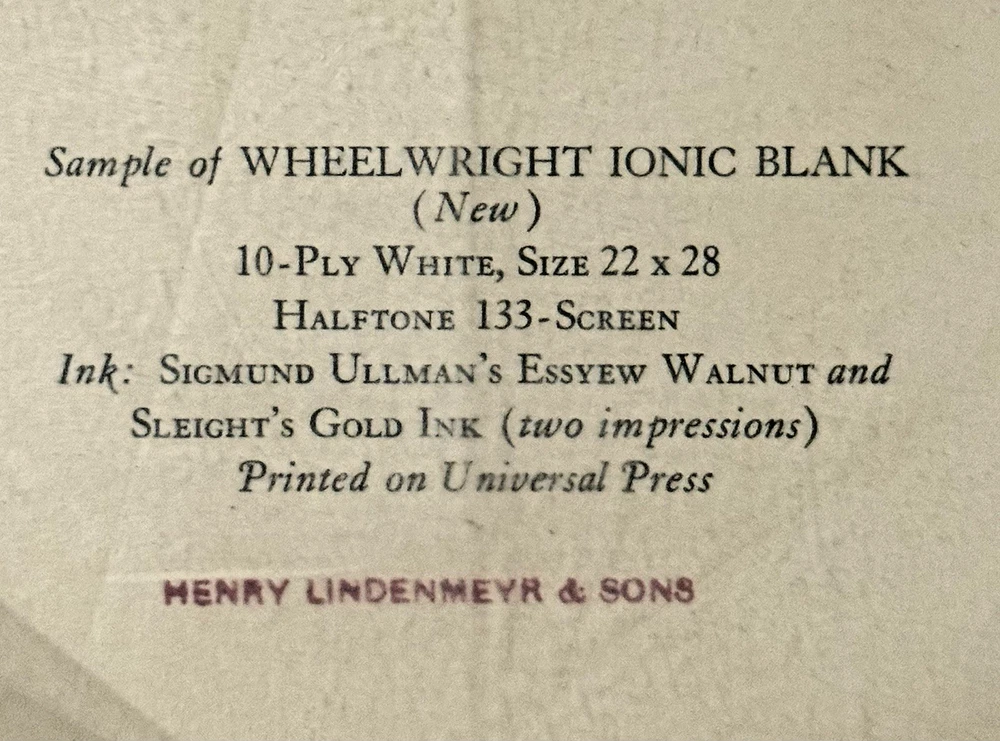 Sample of WHEELWRIGHT IONIC BLANK
(New)
10-PLY WHITE, SIZE 22 x 28
HALFTONE 133-SCREEN
Ink: SIGMUND ULLMAN'S ESSYEW WALNUT and
SLEIGHT'S GOLD INK (two impressions)
Printed on Universal Press
HENRY LINDENMEYR & SONS